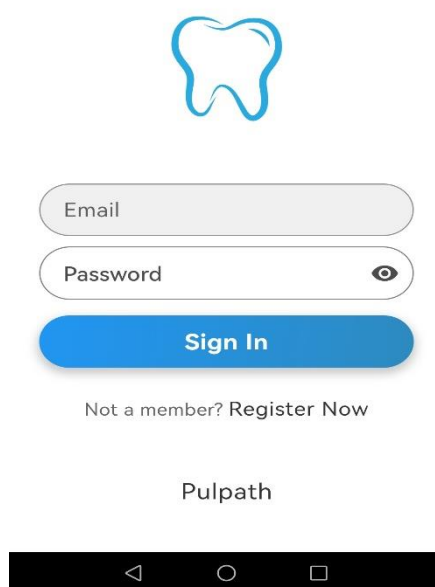 Email
Password
Sign In
Not a member? Register Now
Pulpath